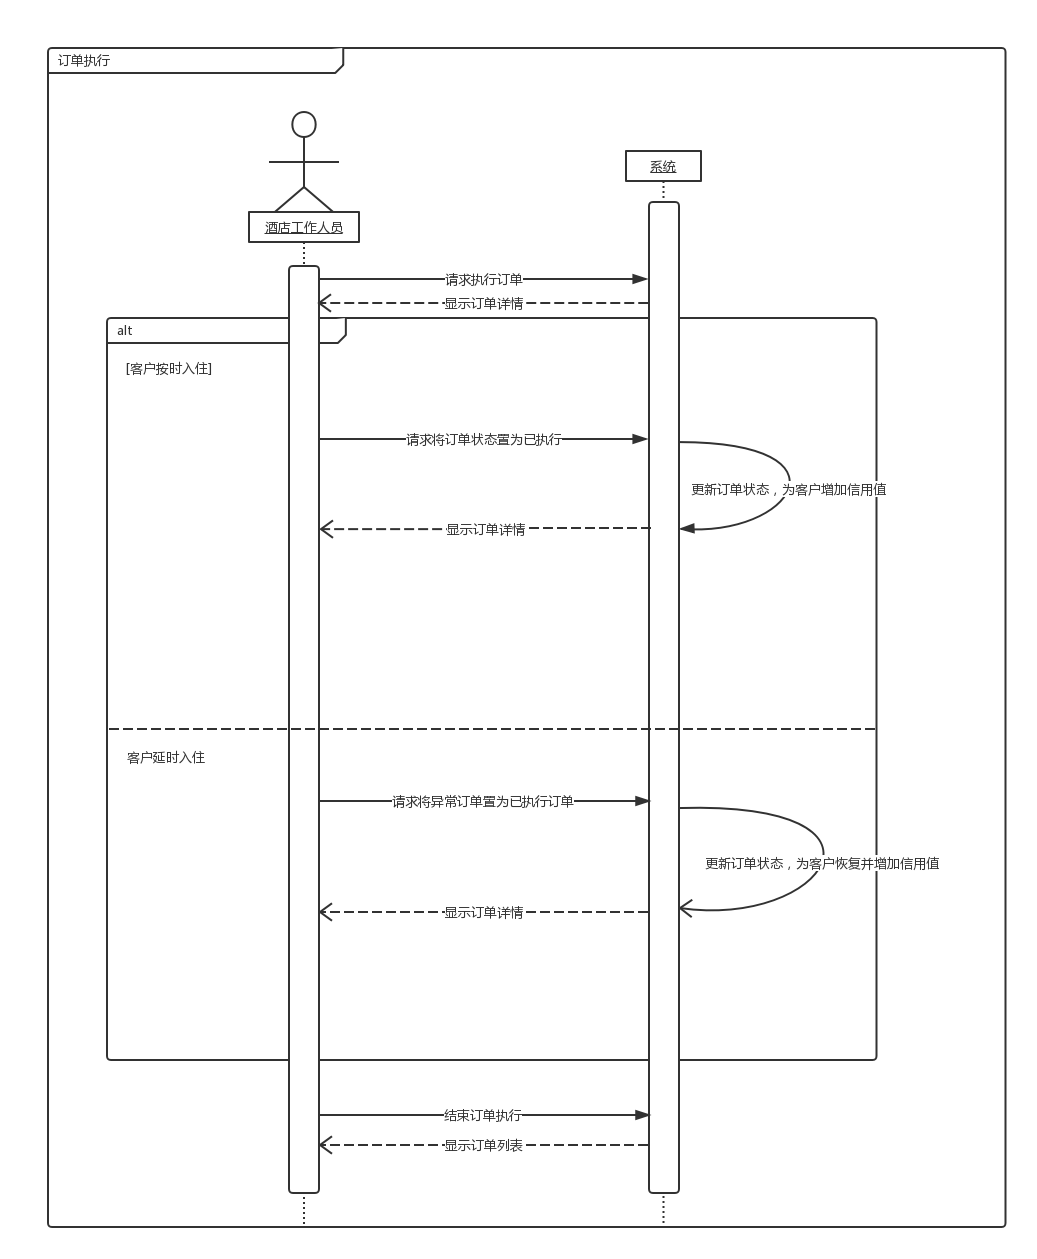 订单执行
系统
酒店工作人员
请求执行订单
显示订单详情
alt
[客户按时入住]
请求将订单状态置为已执行
更新订单状态，为客户增加信用值
显示订单详情
客户延时入住
请求将异常订单置为已执行订单
更新订单状态，为客户恢复并增加信用值
显示订单详情
结束订单执行
显示订单列表